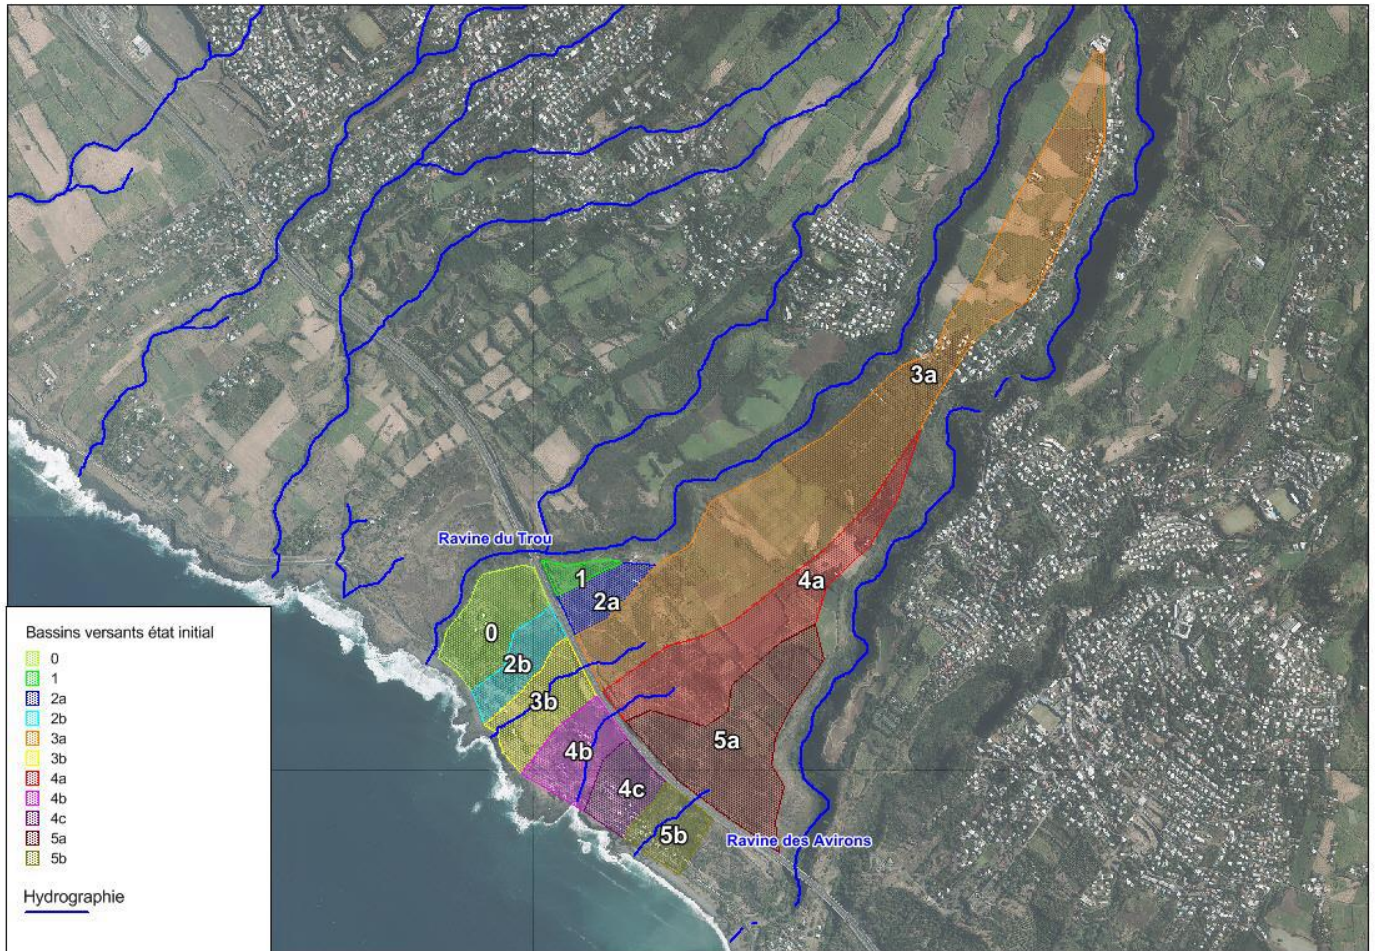 3a
Ravine du Trou
1
2a
4a
0
2b
3b
5a
4b
4c
5b
Ravine des Avirons
Bassins versants état initial
0
1
2a
2b
3a
3b
4a
4b
4c
5a
5b
Hydrographie